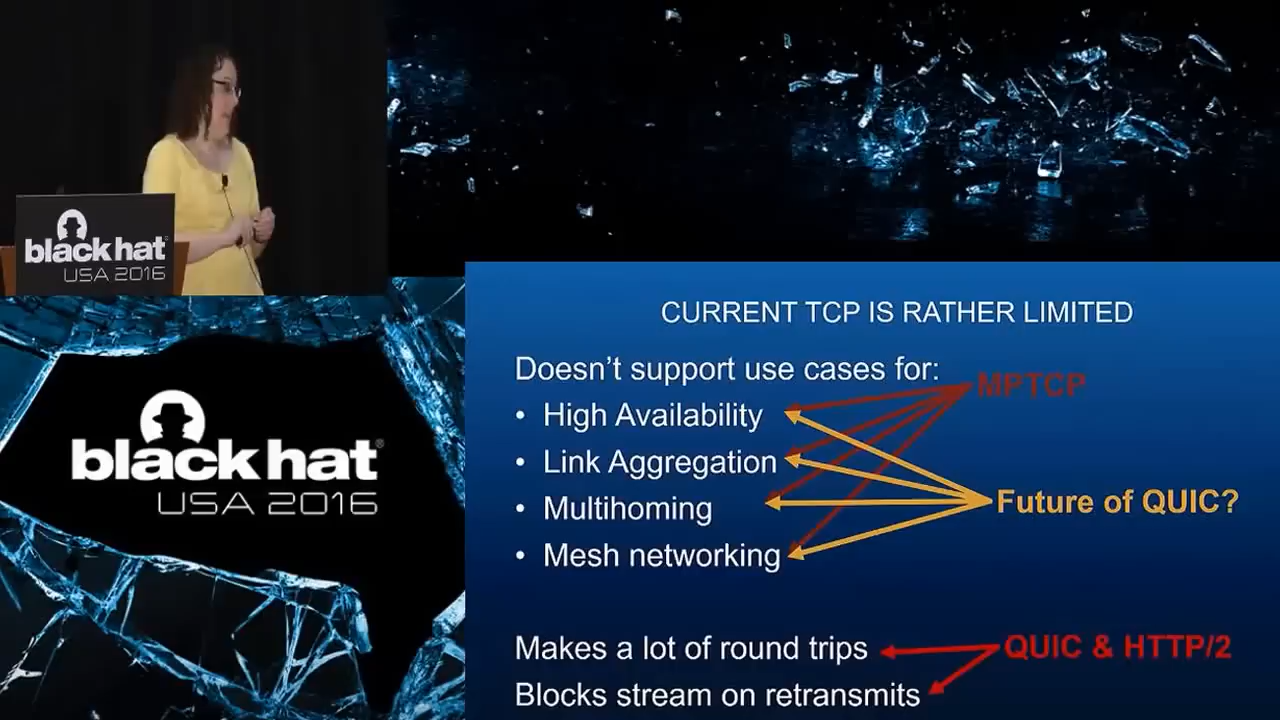 black hat
USA 2016
black hat
USA 2016
CURRENT TCP IS RATHER LIMITED
Doesn't support use cases for:
MPTCP
• High Availability
• Link Aggregation
• Multihoming
Future of QUIC?
• Mesh networking
Makes a lot of round trips
QUIC & HTTP/2
Blocks stream on retransmits